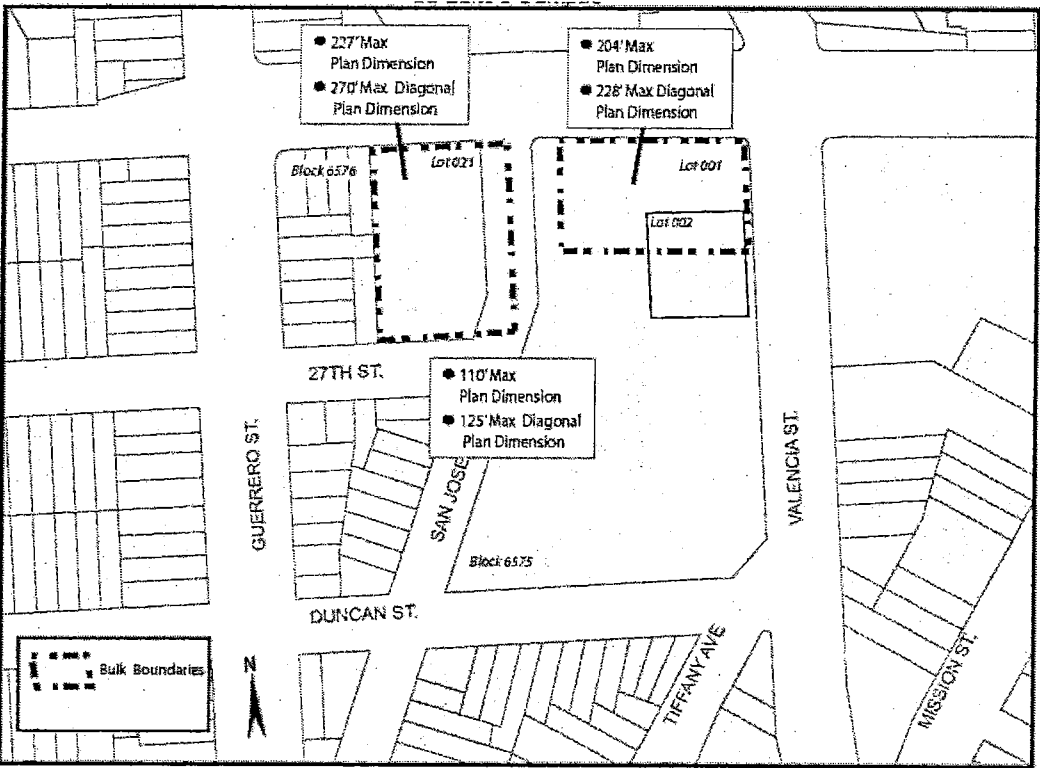 ● 227' Max
Plan Dimension
● 270' Max Diagonal
Plan Dimension
● 204' Max
Plan Dimension
● 228' Max Diagonal
Plan Dimension
Block 6576
Lot 021
Lot 001
Lot 002
27TH ST.
● 110' Max
Plan Dimension
● 125' Max Diagonal
Plan Dimension
GUERRERO ST.
SAN JOSE
VALENCIA ST.
Block 6575
DUNCAN ST.
TIFFANY AVE
MISSION ST.
Bulk Boundaries
N